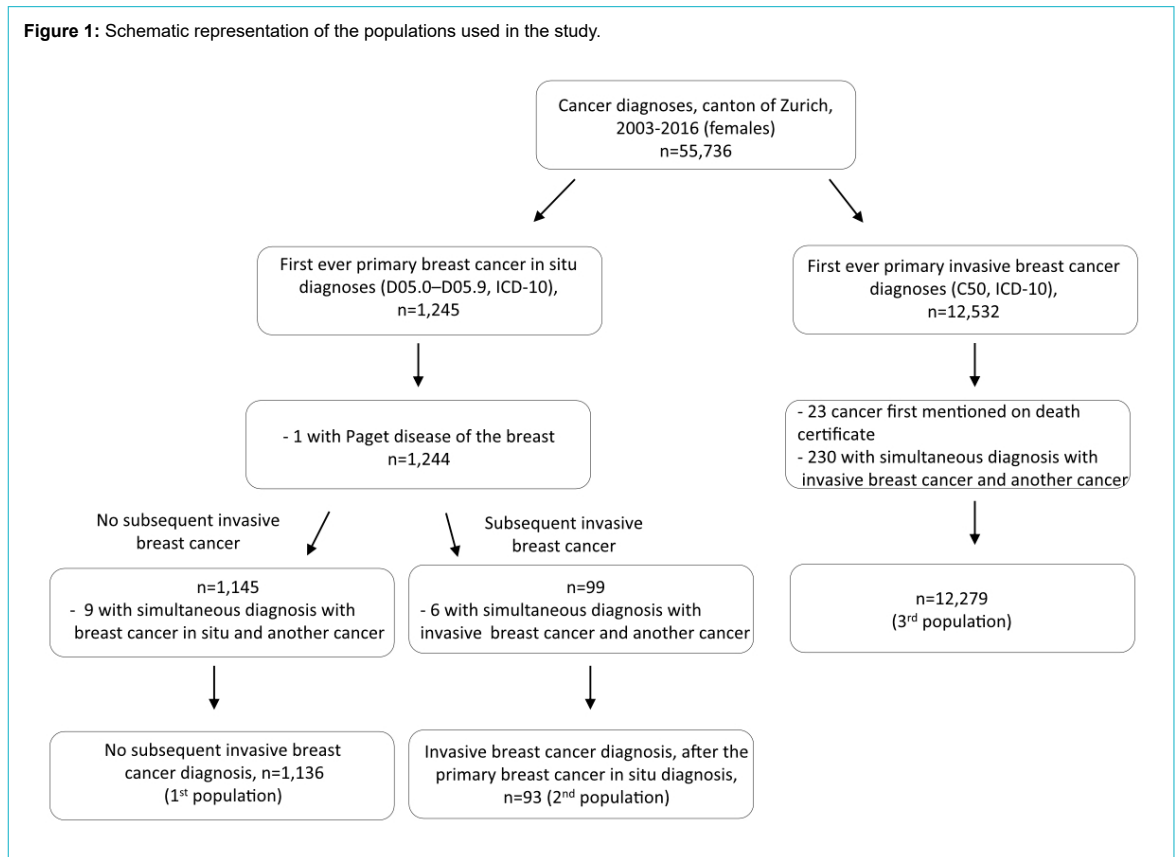 Figure 1: Schematic representation of the populations used in the study.
Cancer diagnoses, canton of Zurich,
2003-2016 (females)
n=55,736
First ever primary breast cancer in situ
diagnoses (D05.0–D05.9, ICD-10),
n=1,245
First ever primary invasive breast cancer
diagnoses (C50, ICD-10),
n=12,532
- 1 with Paget disease of the breast
n=1,244
- 23 cancer first mentioned on death
certificate
- 230 with simultaneous diagnosis with
invasive breast cancer and another cancer
No subsequent invasive
breast cancer
Subsequent invasive
breast cancer
n=1,145
- 9 with simultaneous diagnosis with
breast cancer in situ and another cancer
n=99
- 6 with simultaneous diagnosis with
invasive breast cancer and another cancer
n=12,279
(3rd population)
No subsequent invasive breast
cancer diagnosis, n=1,136
(1st population)
Invasive breast cancer diagnosis, after the
primary breast cancer in situ diagnosis,
n=93 (2nd population)